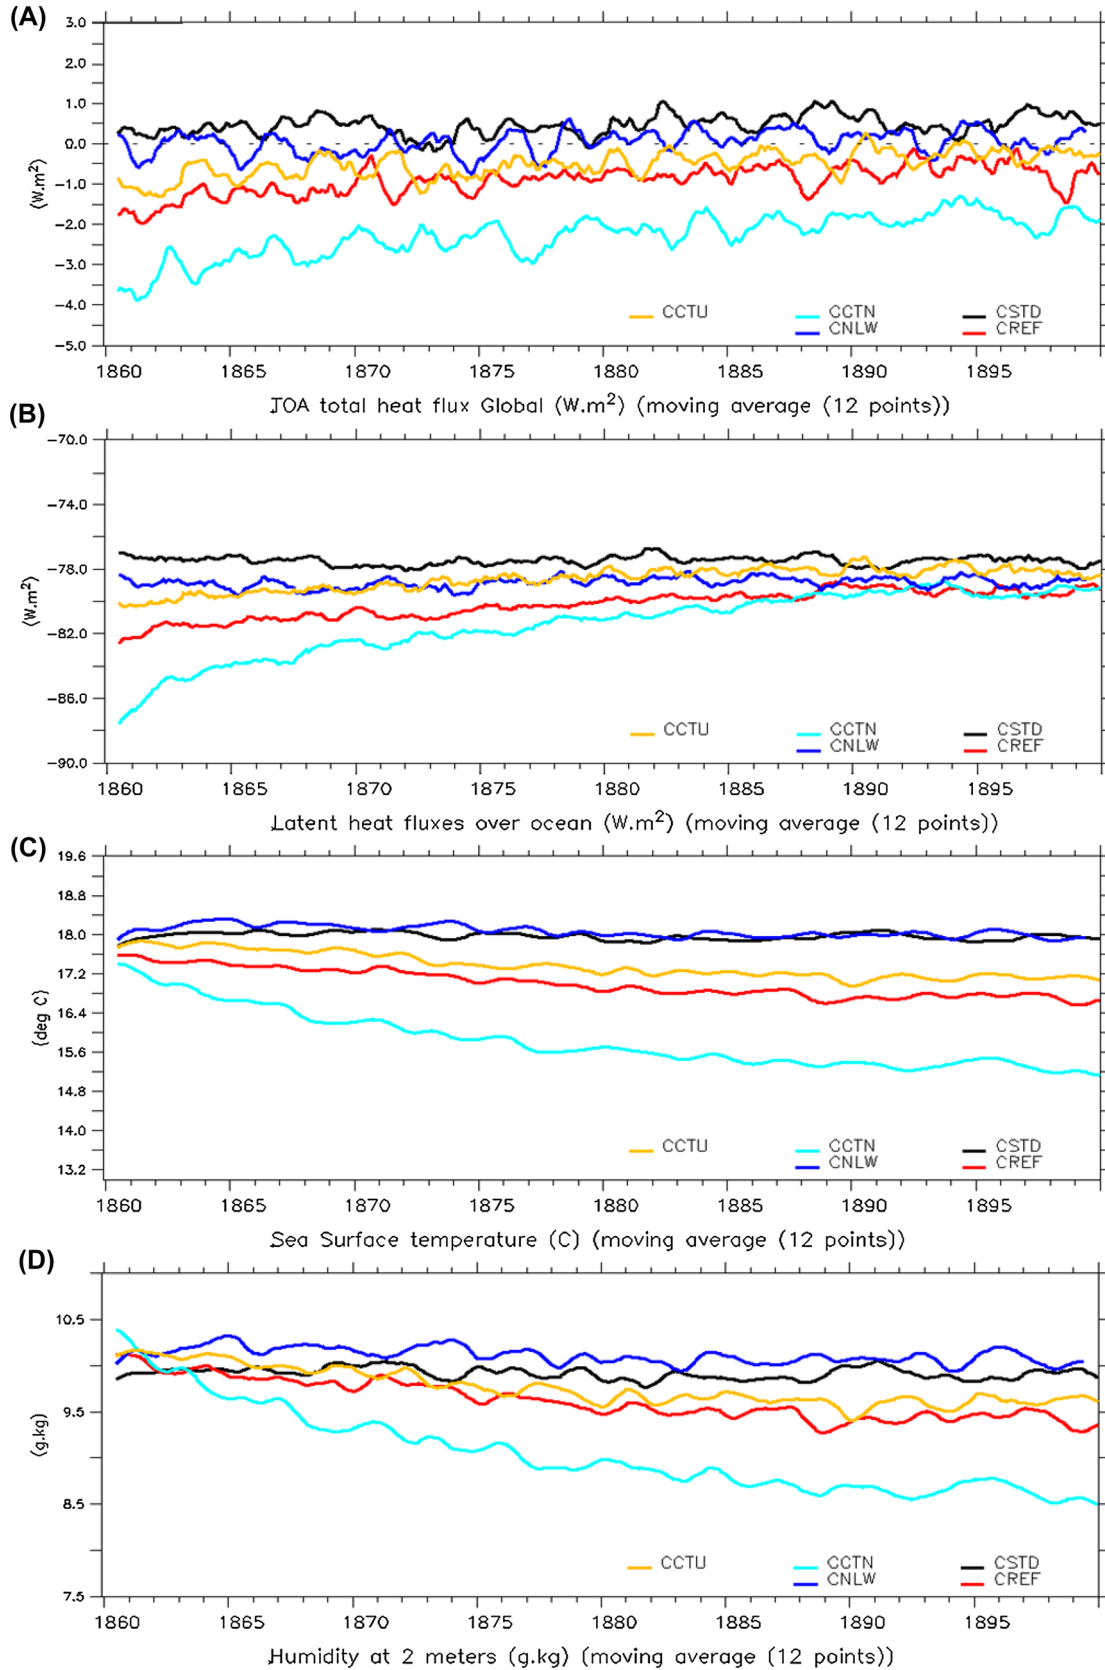 (A)
3.0
2.0
1.0
0.0
−1.0
−2.0
−3.0
−4.0
−5.0
(W.m²)
CCTU CCTN CSTD
CNLW CREF
1860 1865 1870 1875 1880 1885 1890 1895
TOA total heat flux Global (W.m²) (moving average (12 points))
(B)
−70.0
−74.0
−78.0
−82.0
−86.0
−90.0
(W.m²)
CCTU CCTN CSTD
CNLW CREF
1860 1865 1870 1875 1880 1885 1890 1895
Latent heat fluxes over ocean (W.m²) (moving average (12 points))
(C)
19.6
18.8
18.0
17.2
16.4
15.6
14.8
14.0
13.2
(deg C)
CCTU CCTN CSTD
CNLW CREF
1860 1865 1870 1875 1880 1885 1890 1895
Sea Surface temperature (C) (moving average (12 points))
(D)
10.5
9.5
8.5
7.5
(g.kg)
CCTU CCTN CSTD
CNLW CREF
1860 1865 1870 1875 1880 1885 1890 1895
Humidity at 2 meters (g.kg) (moving average (12 points))